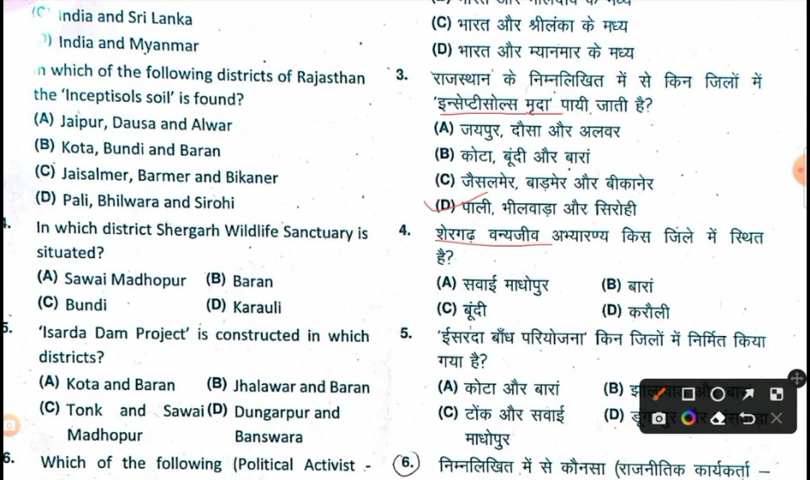 India and Sri Lanka
India and Myanmar
n which of the following districts of Rajasthan
the 'Inceptisols soil' is found?
(A) Jaipur, Dausa and Alwar
(B) Kota, Bundi and Baran
(C) Jaisalmer, Barmer and Bikaner
(D) Pali, Bhilwara and Sirohi
4. In which district Shergarh Wildlife Sanctuary is
situated?
(A) Sawai Madhopur (B) Baran
(C) Bundi (D) Karauli
5. 'Isarda Dam Project' is constructed in which
districts?
(A) Kota and Baran (B) Jhalawar and Baran
(C) Tonk and Sawai (D) Dungarpur and
Madhopur Banswara
6. Which of the following (Political Activist -
(C) भारत और श्रीलंका के मध्य
(D) भारत और म्यानमार के मध्य
3. राजस्थान के निम्नलिखित में से किन जिलों में
'इन्सेप्टीसोल्स मृदा' पायी जाती है?
(A) जयपुर, दौसा और अलवर
(B) कोटा, बूंदी और बारां
(C) जैसलमेर, बाड़मेर और बीकानेर
(D) पाली, भीलवाड़ा और सिरोही
4. शेरगढ़ वन्यजीव अभ्यारण्य किस जिले में स्थित
है?
(A) सवाई माधोपुर (B) बारां
(C) बूंदी (D) करौली
5. 'ईसरदा बाँध परियोजना' किन जिलों में निर्मित किया
गया है?
(A) कोटा और बारां (B)
(C) टोंक और सवाई (D)
माधोपुर
6. निम्नलिखित में से कौनसा (राजनीतिक कार्यकर्ता –